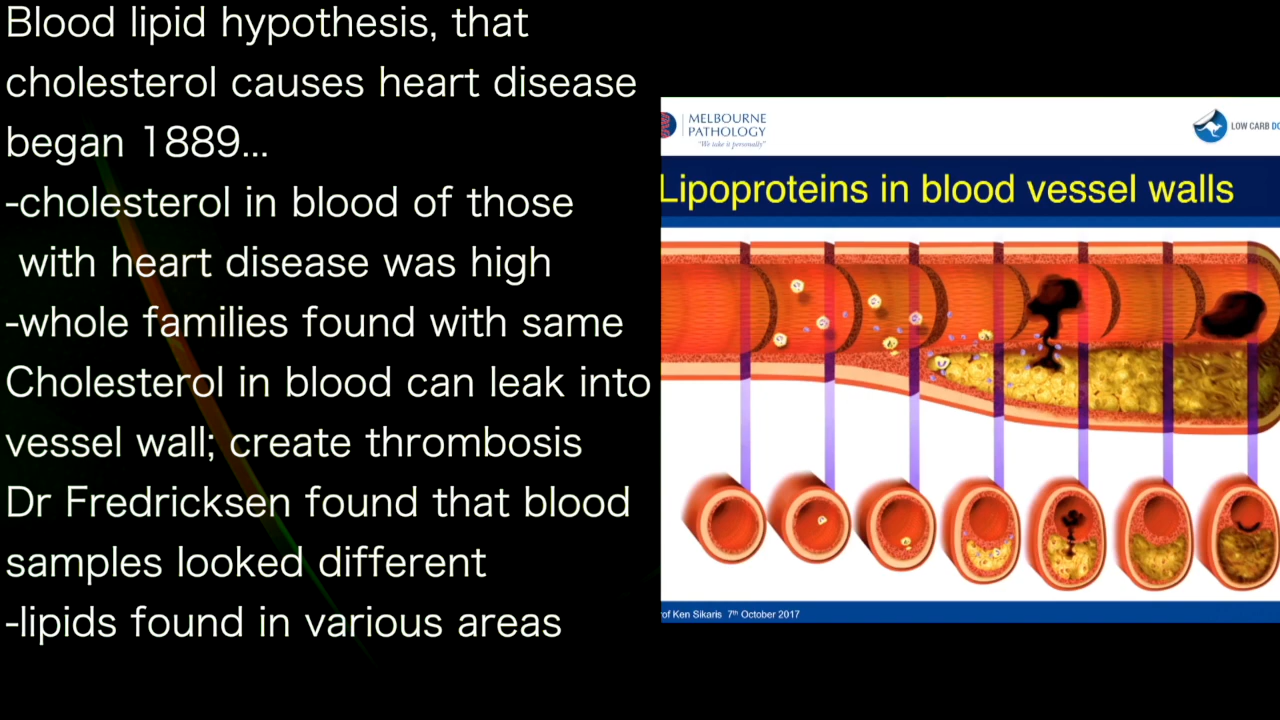 Blood lipid hypothesis, that
cholesterol causes heart disease
began 1889...
-cholesterol in blood of those
with heart disease was high
-whole families found with same
Cholesterol in blood can leak into
vessel wall; create thrombosis
Dr Fredricksen found that blood
samples looked different
-lipids found in various areas
MELBOURNE
PATHOLOGY
"We take it personally"
LOW CARB DO
Lipoproteins in blood vessel walls
of Ken Sikaris 7th October 2017